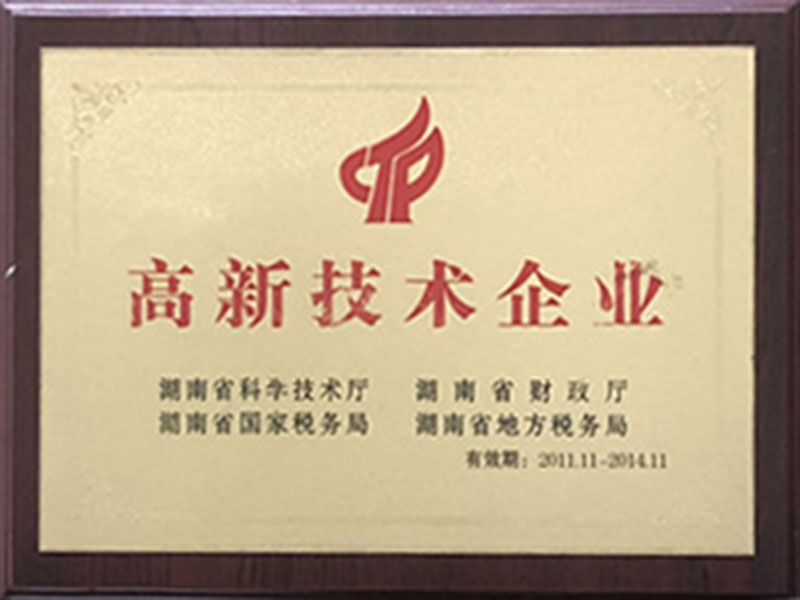 高新技术企业
湖南省科学技术厅 湖南省财政厅
湖南省国家税务局 湖南省地方税务局
有效期：2011.11-2014.11